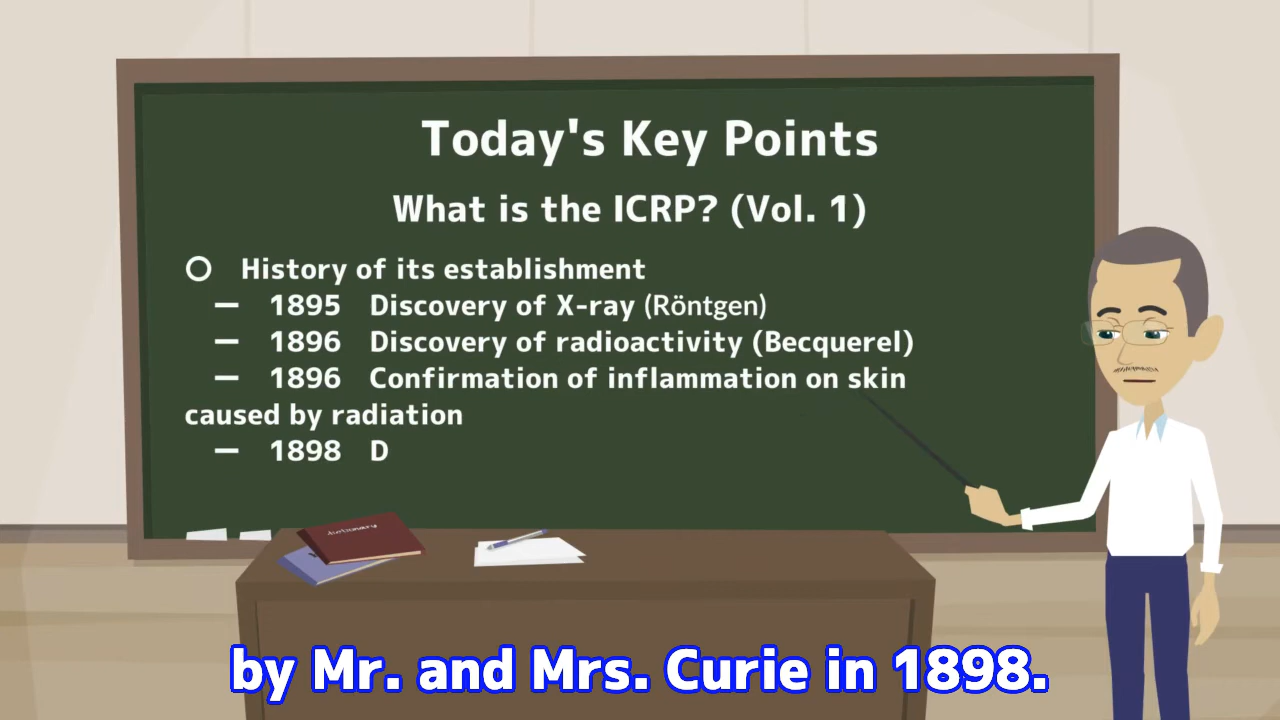 Today's Key Points
What is the ICRP? (Vol. 1)
○ History of its establishment
— 1895 Discovery of X-ray (Röntgen)
— 1896 Discovery of radioactivity (Becquerel)
— 1896 Confirmation of inflammation on skin
caused by radiation
— 1898 D
dictionary
by Mr. and Mrs. Curie in 1898.